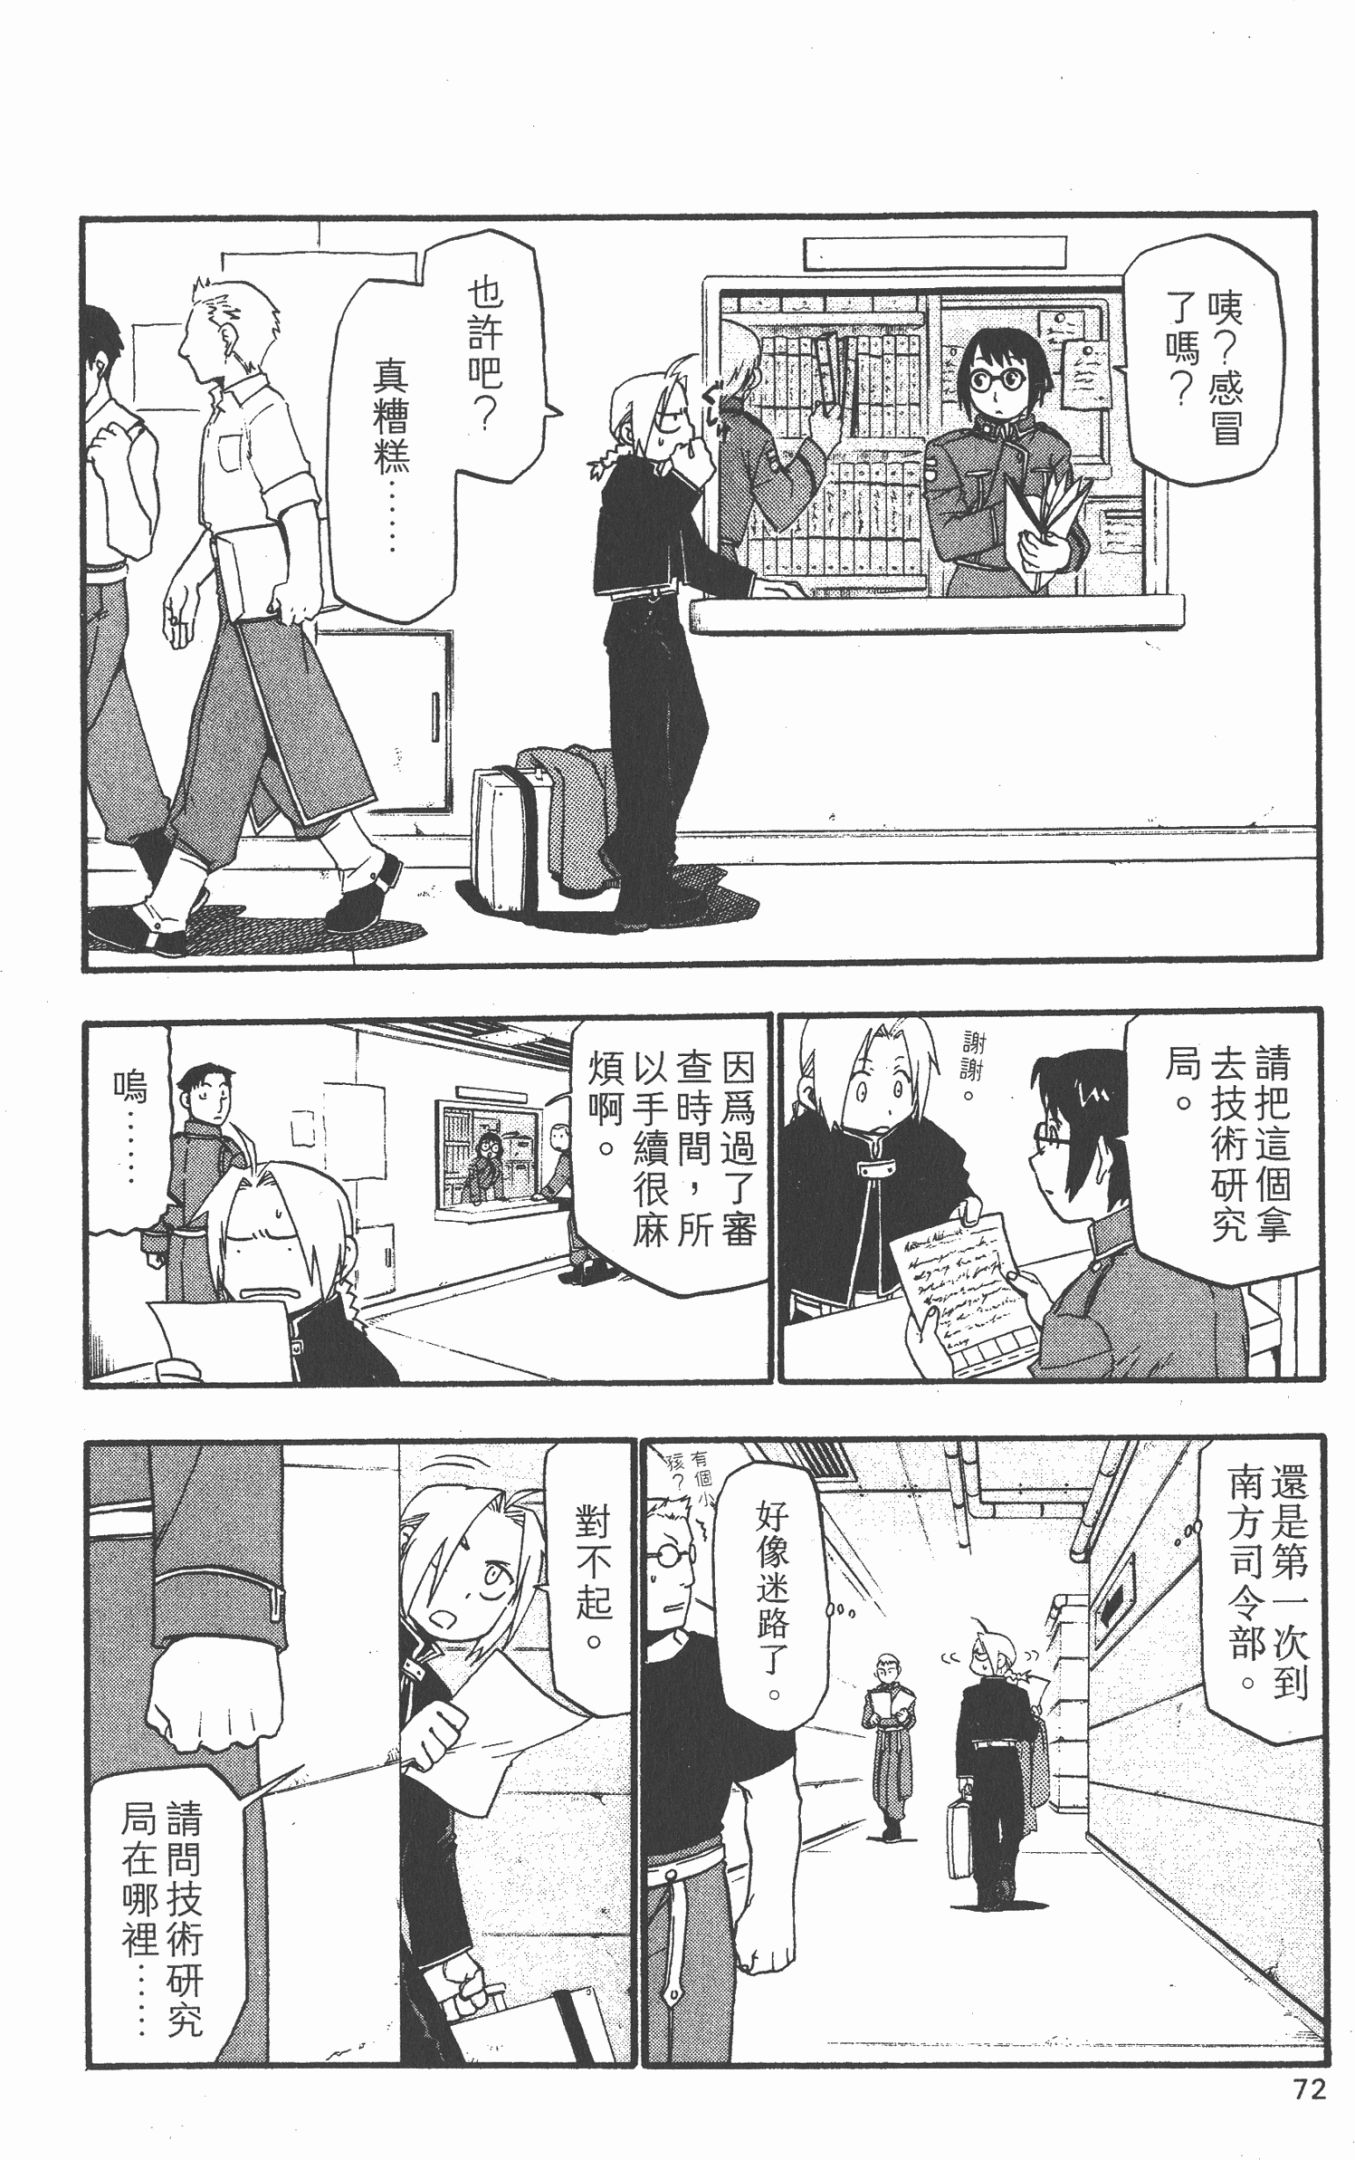 咦？感冒
了嗎？
也許吧？
真糟糕……
請把這個拿
去技術研究
局。
謝謝。
因爲過了審
查時間，所
以手續很麻
煩啊。
嗚……
還是第一次到
南方司令部。
好像迷路了。
有個小
孩？
對不起。
請問技術研究
局在哪裡……
72